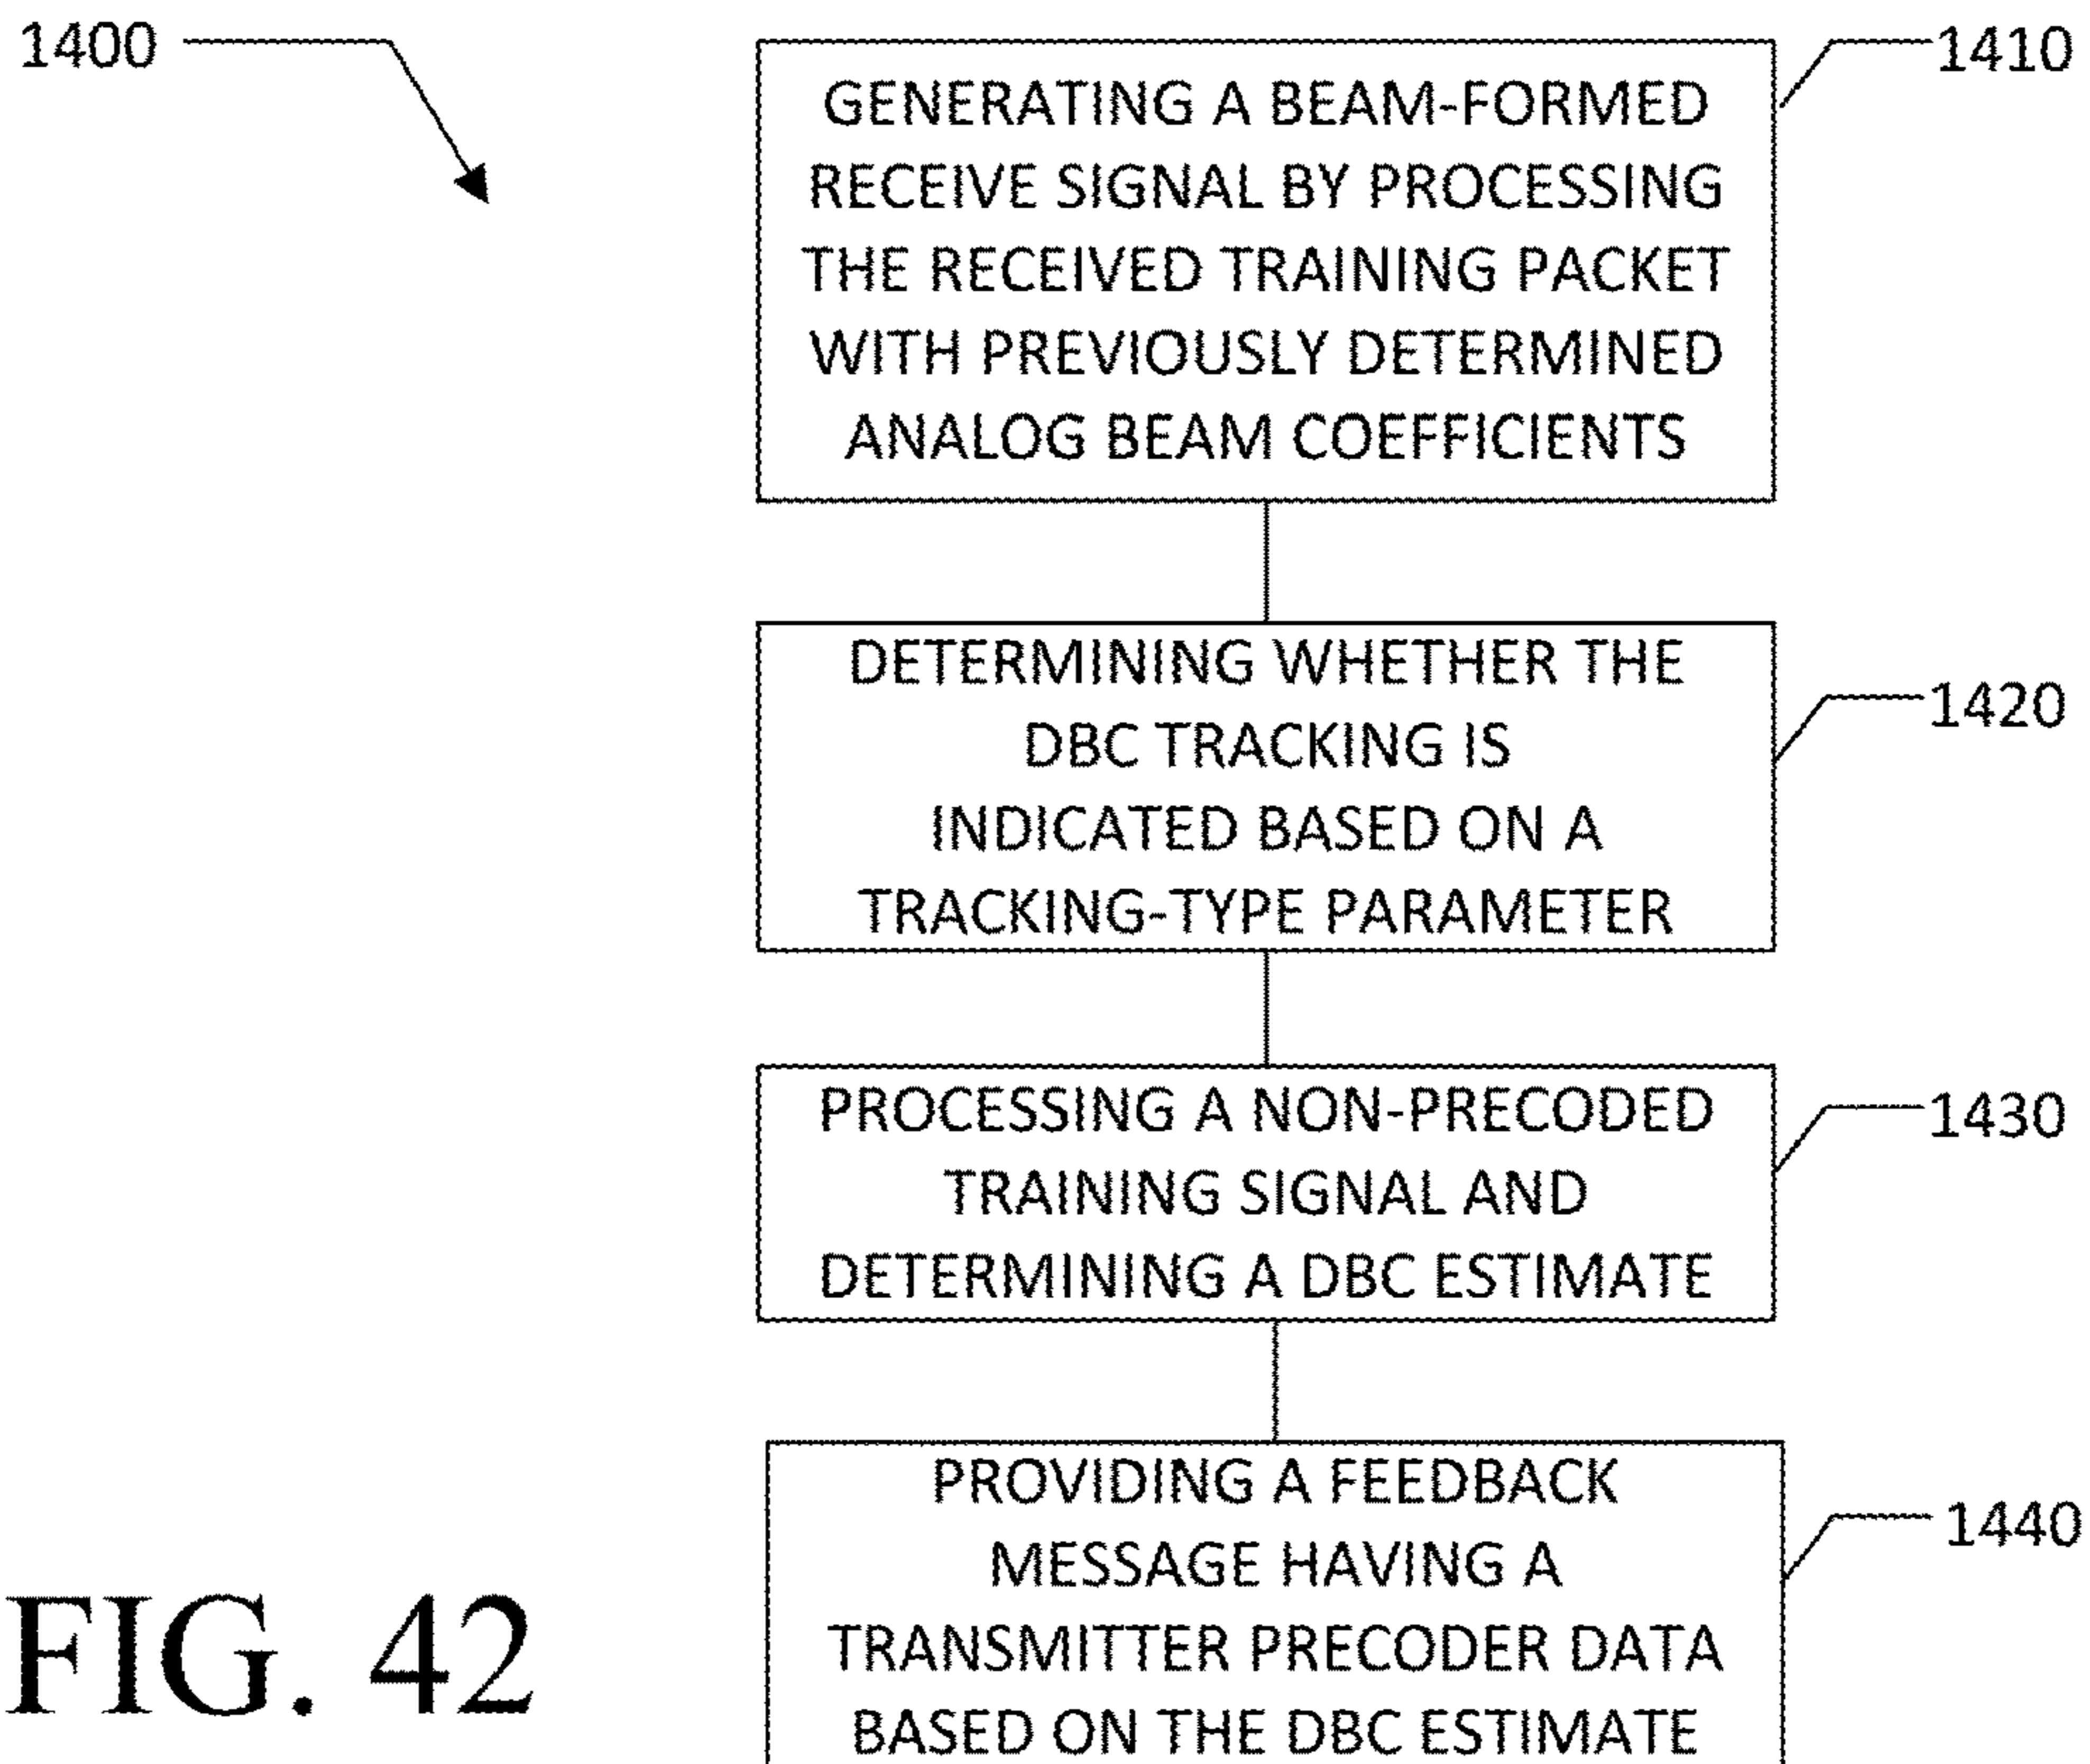 1400
1410
GENERATING A BEAM-FORMED
RECEIVE SIGNAL BY PROCESSING
THE RECEIVED TRAINING PACKET
WITH PREVIOUSLY DETERMINED
ANALOG BEAM COEFFICIENTS
1420
DETERMINING WHETHER THE
DBC TRACKING IS
INDICATED BASED ON A
TRACKING-TYPE PARAMETER
1430
PROCESSING A NON-PRECODED
TRAINING SIGNAL AND
DETERMINING A DBC ESTIMATE
1440
PROVIDING A FEEDBACK
MESSAGE HAVING A
TRANSMITTER PRECODER DATA
BASED ON THE DBC ESTIMATE
FIG. 42